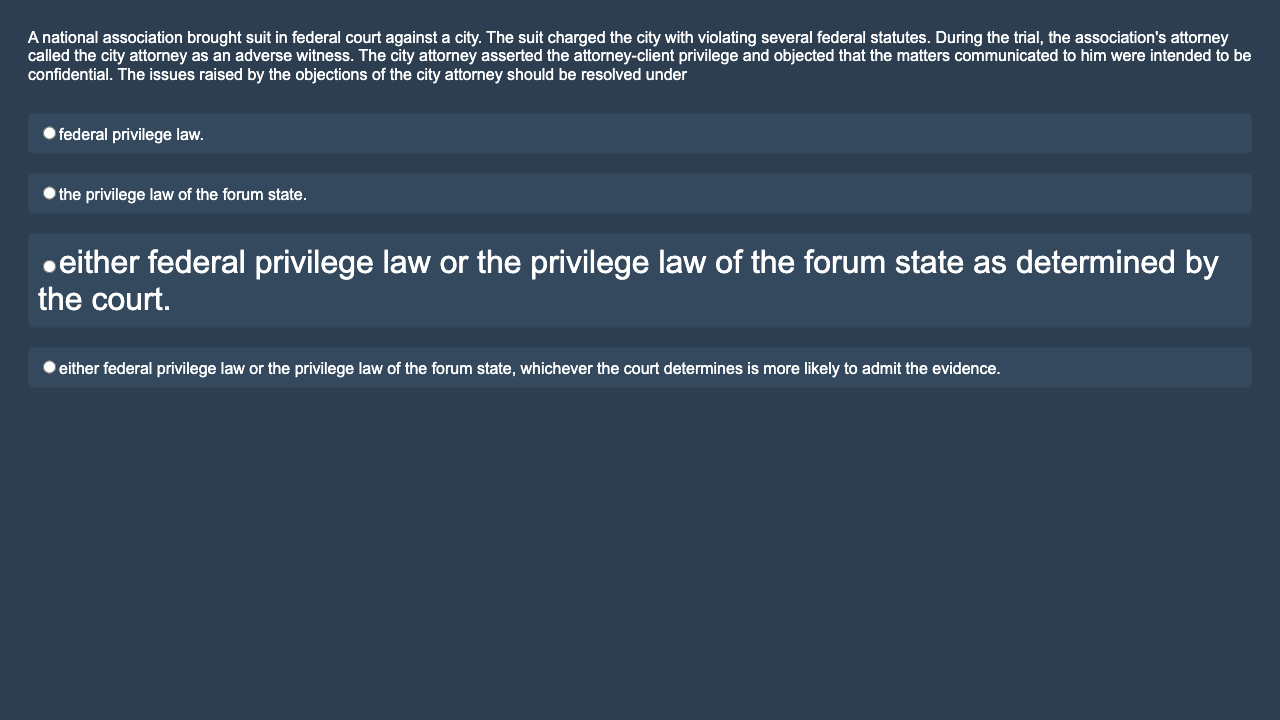 A national association brought suit in federal court against a city. The suit charged the city with violating several federal statutes. During the trial, the association's attorney
called the city attorney as an adverse witness. The city attorney asserted the attorney-client privilege and objected that the matters communicated to him were intended to be
confidential. The issues raised by the objections of the city attorney should be resolved under
federal privilege law.
the privilege law of the forum state.
either federal privilege law or the privilege law of the forum state as determined by
the court.
either federal privilege law or the privilege law of the forum state, whichever the court determines is more likely to admit the evidence.